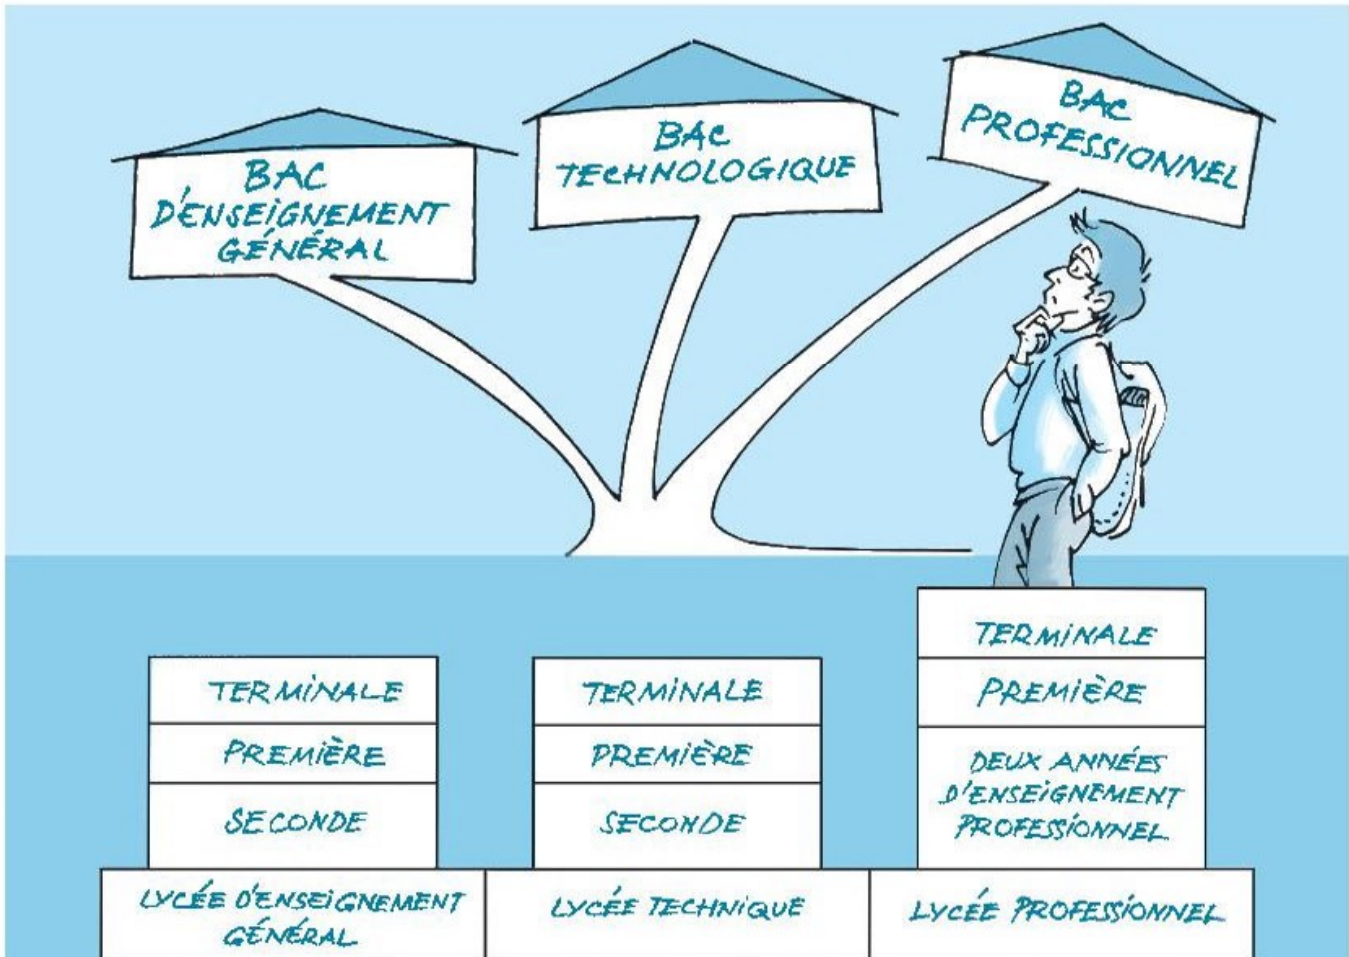 BAC
D'ENSEIGNEMENT
GÉNÉRAL
BAC
TECHNOLOGIQUE
BAC
PROFESSIONNEL
TERMINALE
PREMIÈRE
SECONDE
LYCÉE D'ENSEIGNEMENT
GÉNÉRAL
TERMINALE
PREMIÈRE
SECONDE
LYCÉE TECHNIQUE
TERMINALE
PREMIÈRE
DEUX ANNÉES
D'ENSEIGNEMENT
PROFESSIONNEL
LYCÉE PROFESSIONNEL